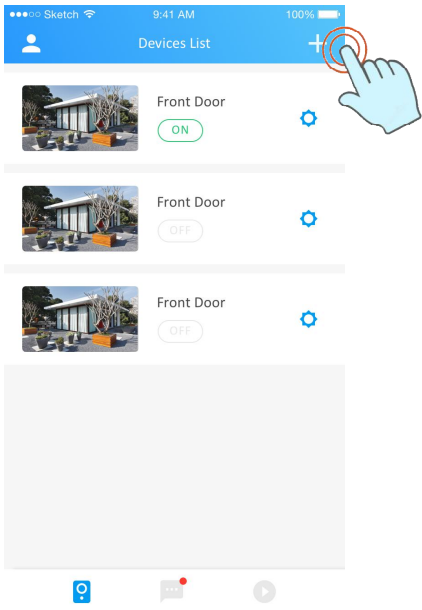 Sketch 9:41 AM 100%
Devices List
Front Door
ON
Front Door
OFF
Front Door
OFF